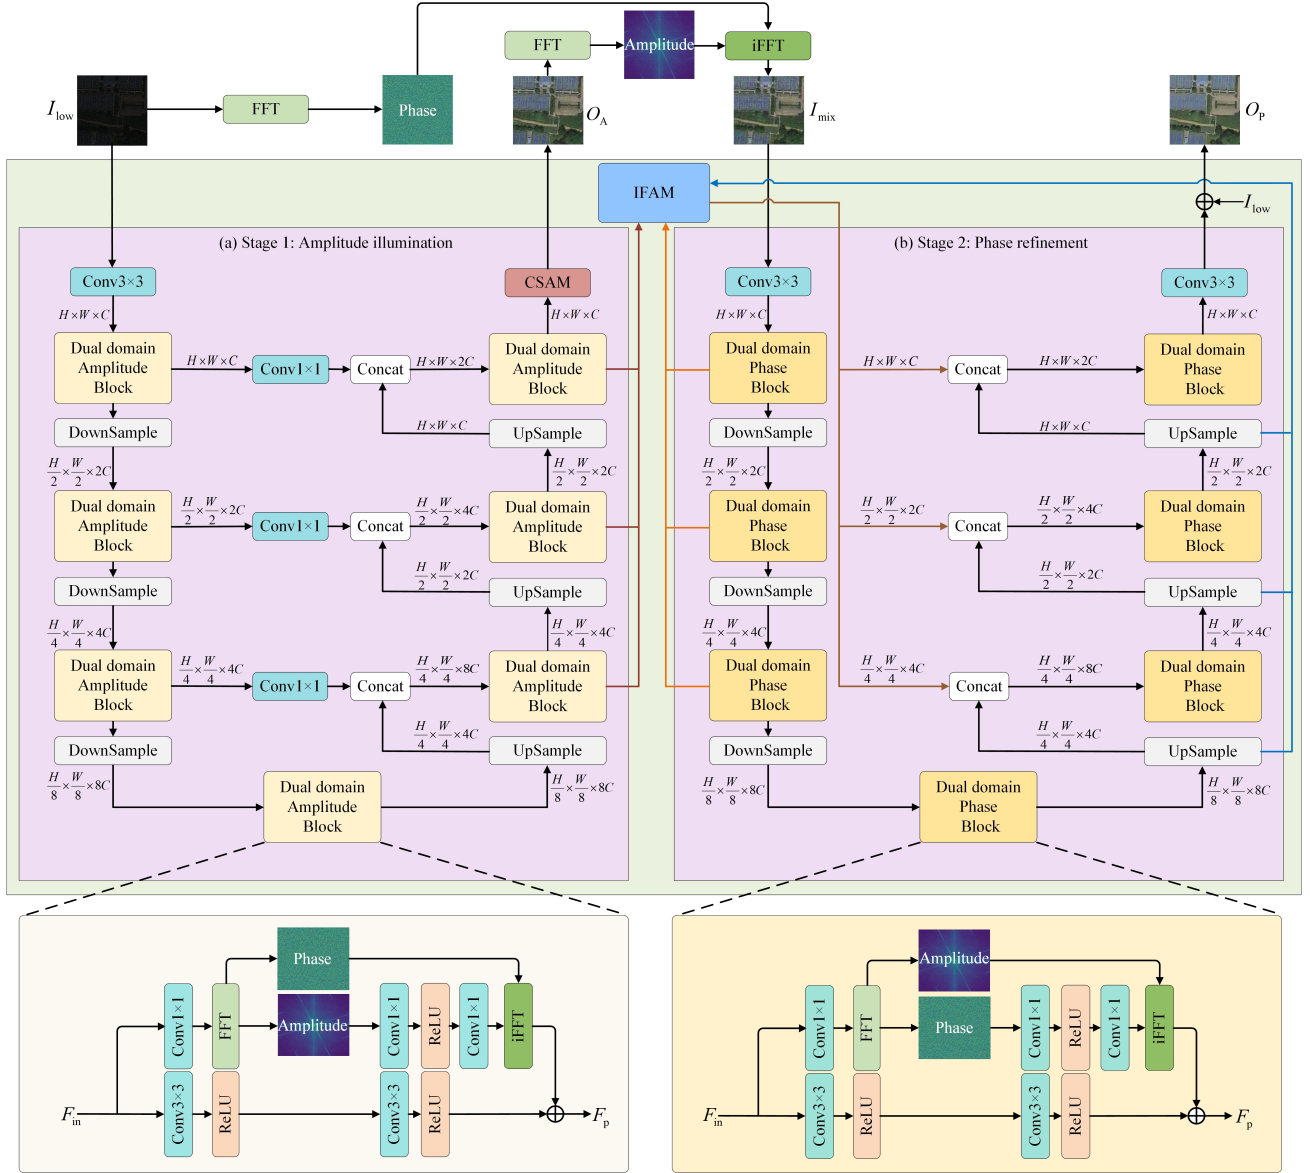 I_low
FFT
Phase
FFT
Amplitude
iFFT
O_A
I_mix
O_P
IFAM
I_low
(a) Stage 1: Amplitude illumination
Conv3×3
H×W×C
Dual domain
Amplitude
Block
H×W×C
Conv1×1
Concat
H×W×2C
CSAM
H×W×C
Dual domain
Amplitude
Block
DownSample
H×W×C
UpSample
H/2×W/2×2C
H/2×W/2×2C
Dual domain
Amplitude
Block
H/2×W/2×2C
Conv1×1
Concat
H/2×W/2×4C
Dual domain
Amplitude
Block
DownSample
H/2×W/2×2C
UpSample
H/4×W/4×4C
H/4×W/4×4C
Dual domain
Amplitude
Block
H/4×W/4×4C
Conv1×1
Concat
H/4×W/4×8C
Dual domain
Amplitude
Block
DownSample
H/4×W/4×4C
UpSample
H/8×W/8×8C
Dual domain
Amplitude
Block
H/8×W/8×8C
(b) Stage 2: Phase refinement
Conv3×3
H×W×C
Dual domain
Phase
Block
H×W×C
Concat
H×W×2C
Conv3×3
H×W×C
Dual domain
Phase
Block
DownSample
H×W×C
UpSample
H/2×W/2×2C
H/2×W/2×2C
Dual domain
Phase
Block
H/2×W/2×2C
Concat
H/2×W/2×4C
Dual domain
Phase
Block
DownSample
H/2×W/2×2C
UpSample
H/4×W/4×4C
H/4×W/4×4C
Dual domain
Phase
Block
H/4×W/4×4C
Concat
H/4×W/4×8C
Dual domain
Phase
Block
DownSample
H/4×W/4×4C
UpSample
H/8×W/8×8C
Dual domain
Phase
Block
H/8×W/8×8C
F_in
Conv1×1
FFT
Phase
Amplitude
Conv1×1
ReLU
Conv1×1
iFFT
Conv3×3
ReLU
Conv3×3
ReLU
F_p
F_in
Conv1×1
FFT
Amplitude
Phase
Conv1×1
ReLU
Conv1×1
iFFT
Conv3×3
ReLU
Conv3×3
ReLU
F_p